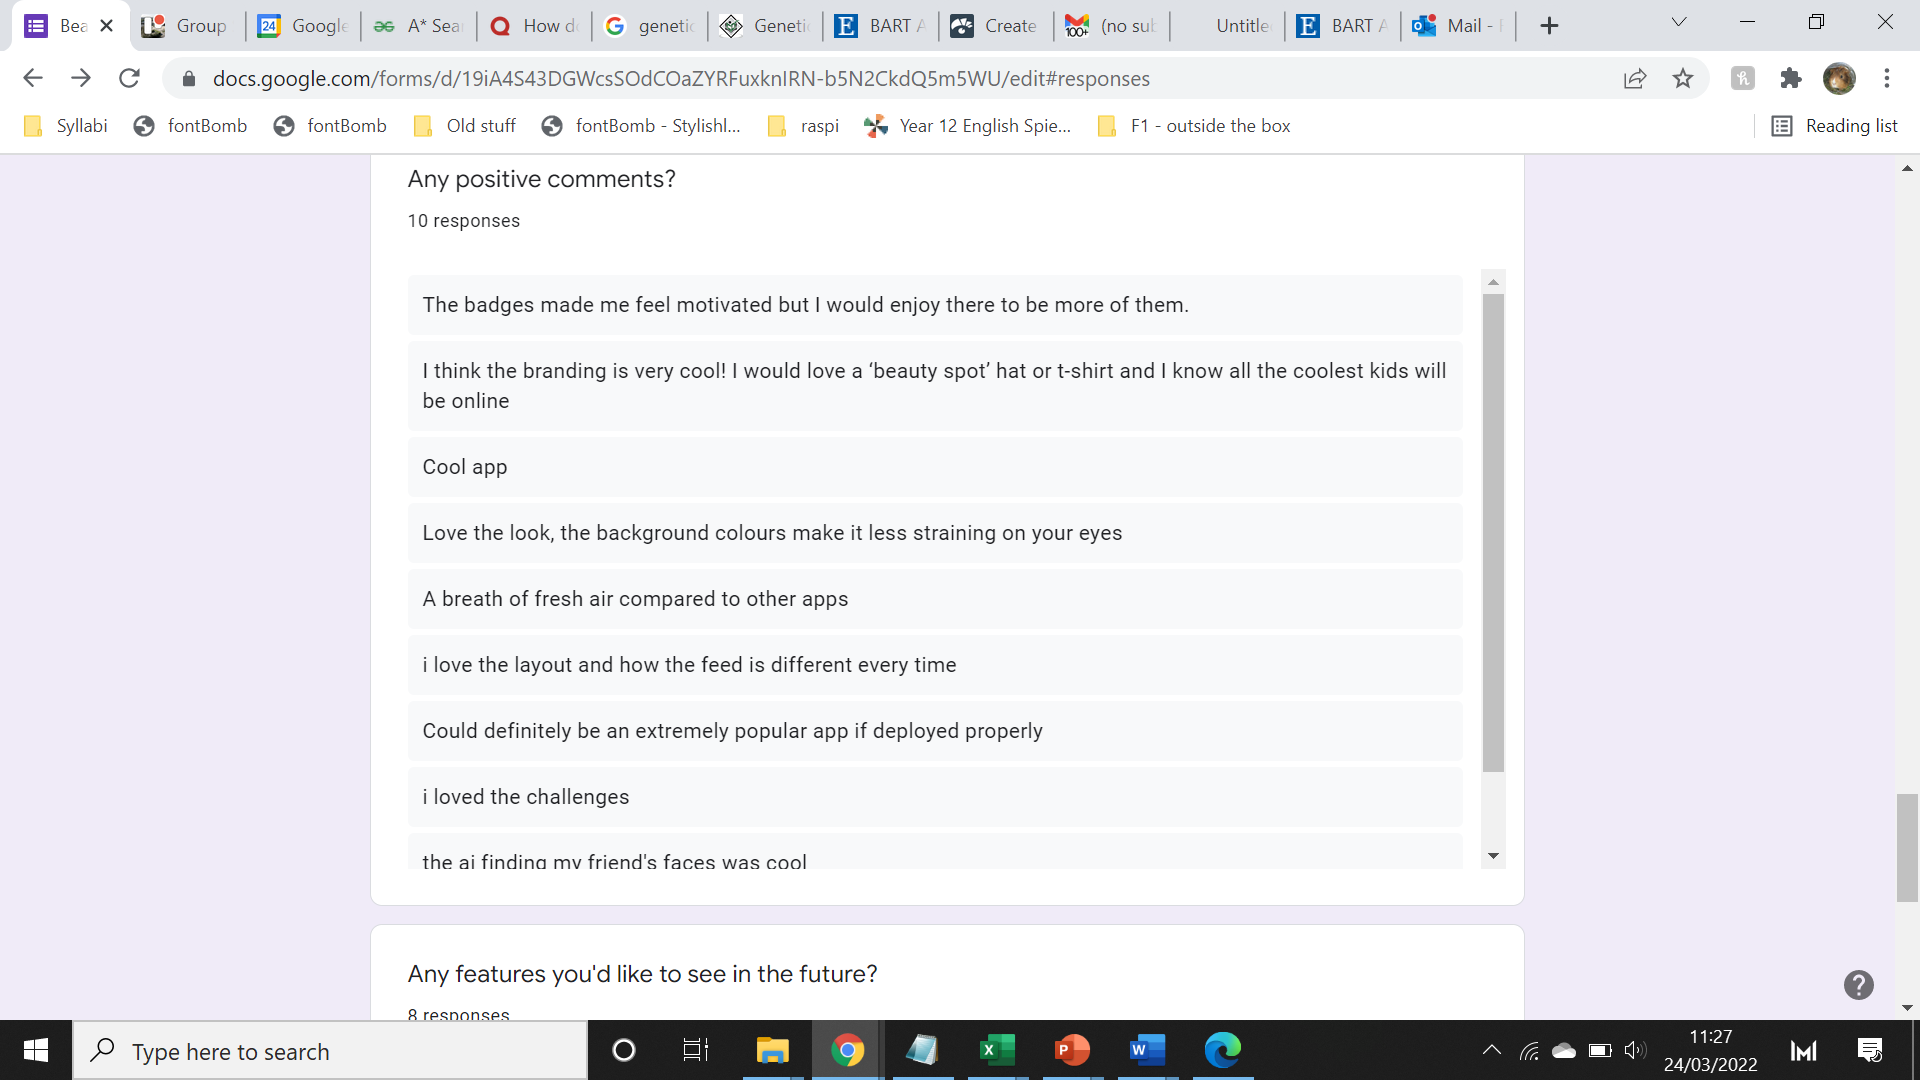 Bea
Group
24 Google
A* Sea
How d
genetic
Geneti
BART A
Create
100+ (no sub
Untitle
BART A
Mail -
docs.google.com/forms/d/19iA4S43DGWcsSOdCOaZYRFuxknIRN-b5N2CkdQ5m5WU/edit#responses
Syllabi
fontBomb
fontBomb
Old stuff
fontBomb - Stylishl...
raspi
Year 12 English Spie...
F1 - outside the box
Reading list
Any positive comments?
10 responses
The badges made me feel motivated but I would enjoy there to be more of them.
I think the branding is very cool! I would love a ‘beauty spot’ hat or t-shirt and I know all the coolest kids will
be online
Cool app
Love the look, the background colours make it less straining on your eyes
A breath of fresh air compared to other apps
i love the layout and how the feed is different every time
Could definitely be an extremely popular app if deployed properly
i loved the challenges
the ai finding my friend's faces was cool
Any features you'd like to see in the future?
8 responses
Type here to search
11:27
24/03/2022